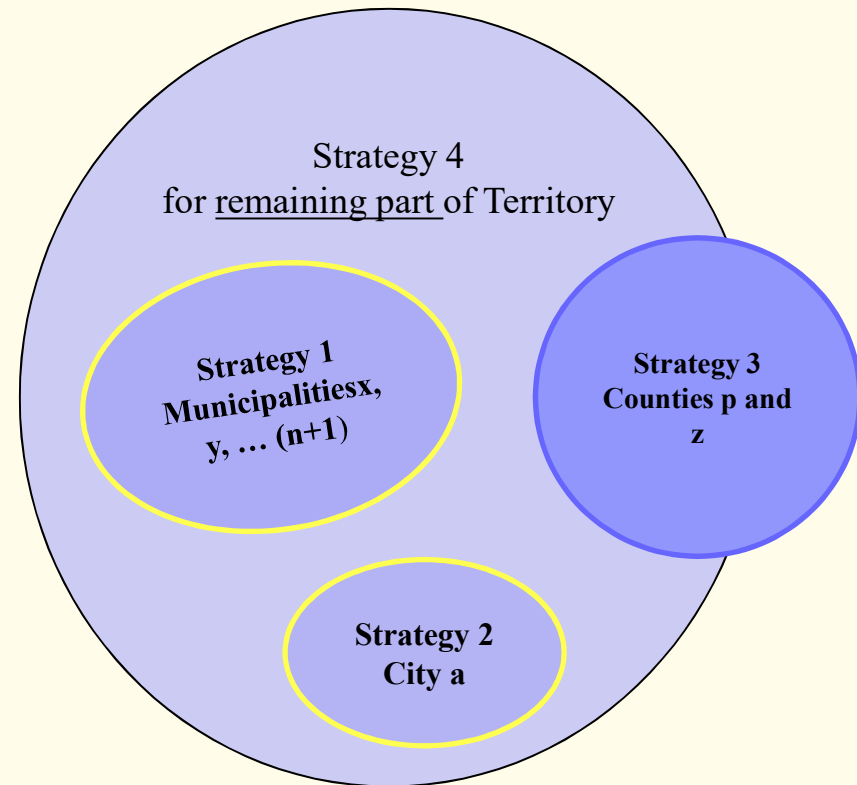 Strategy 4
for remaining part of Territory
Strategy 1
Municipalitiesx,
y, … (n+1)
Strategy 3
Counties p and
z
Strategy 2
City a